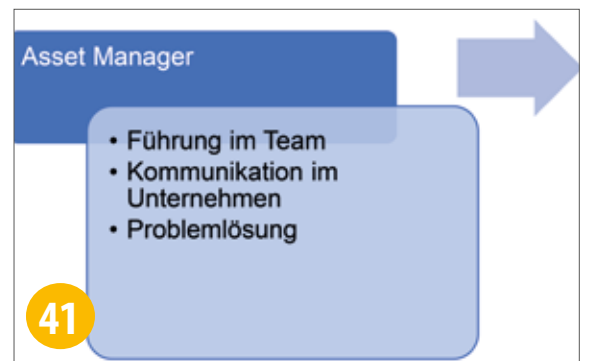 Asset Manager
• Führung im Team
• Kommunikation im
Unternehmen
• Problemlösung
41